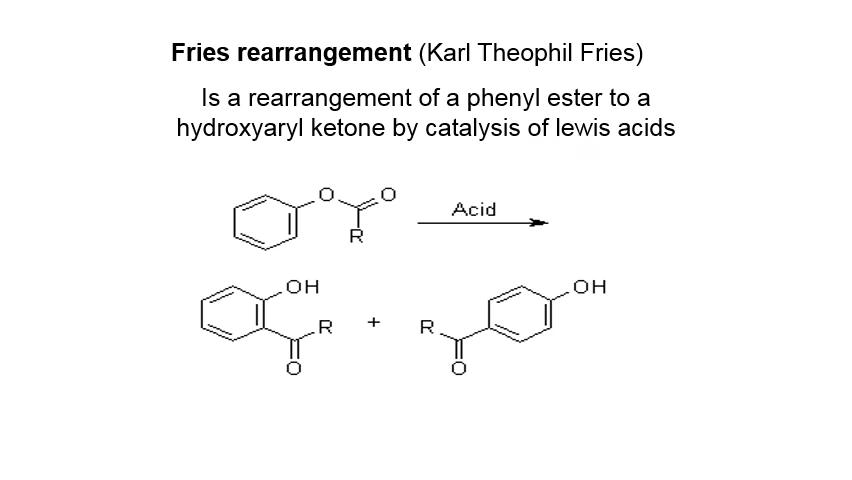 Fries rearrangement (Karl Theophil Fries)
Is a rearrangement of a phenyl ester to a
hydroxyaryl ketone by catalysis of lewis acids
O O
Acid
R
OH OH
R + R
O O